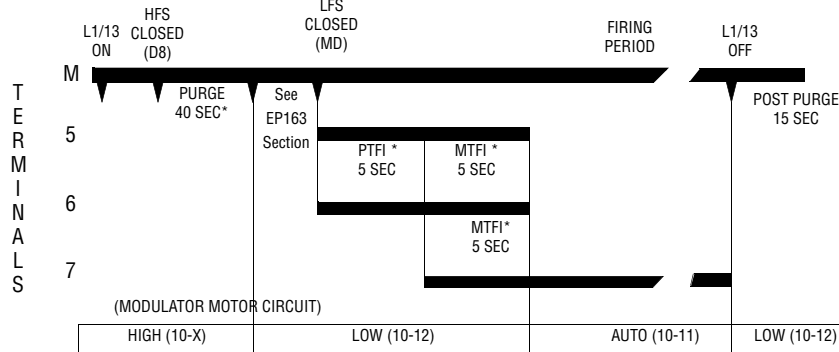 HFS
CLOSED
(D8)
LFS
CLOSED
(MD)
L1/13
ON
FIRING
PERIOD
L1/13
OFF
TERMINALS
M
PURGE
40 SEC*
See
EP163
Section
POST PURGE
15 SEC
5
PTFI *
5 SEC
MTFI *
5 SEC
6
MTFI*
5 SEC
7
(MODULATOR MOTOR CIRCUIT)
HIGH (10-X)
LOW (10-12)
AUTO (10-11)
LOW (10-12)